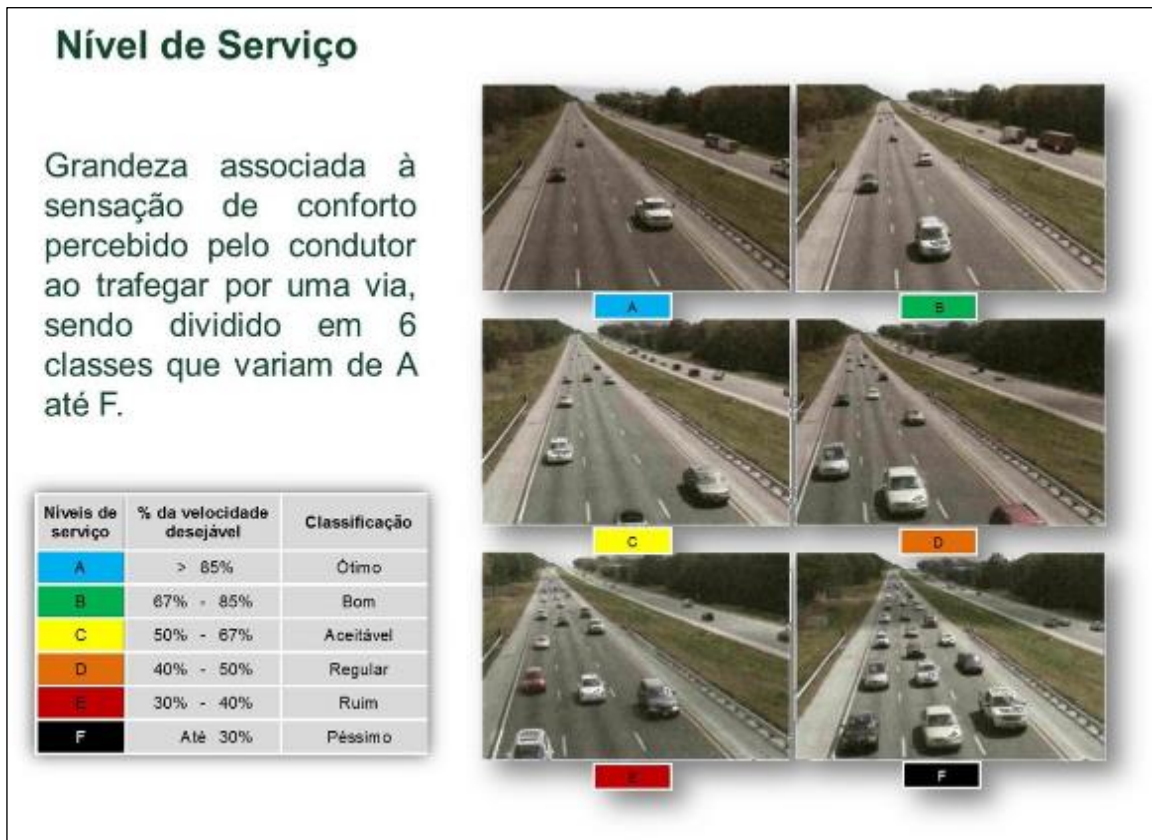 Nível de Serviço
Grandeza associada à
sensação de conforto
percebido pelo condutor
ao trafegar por uma via,
sendo dividido em 6
classes que variam de A
até F.
Níveis de serviço % da velocidade desejável Classificação
A > 85% Ótimo
B 67% - 85% Bom
C 50% - 67% Aceitável
D 40% - 50% Regular
E 30% - 40% Ruim
F Até 30% Péssimo
A B
C D
E F